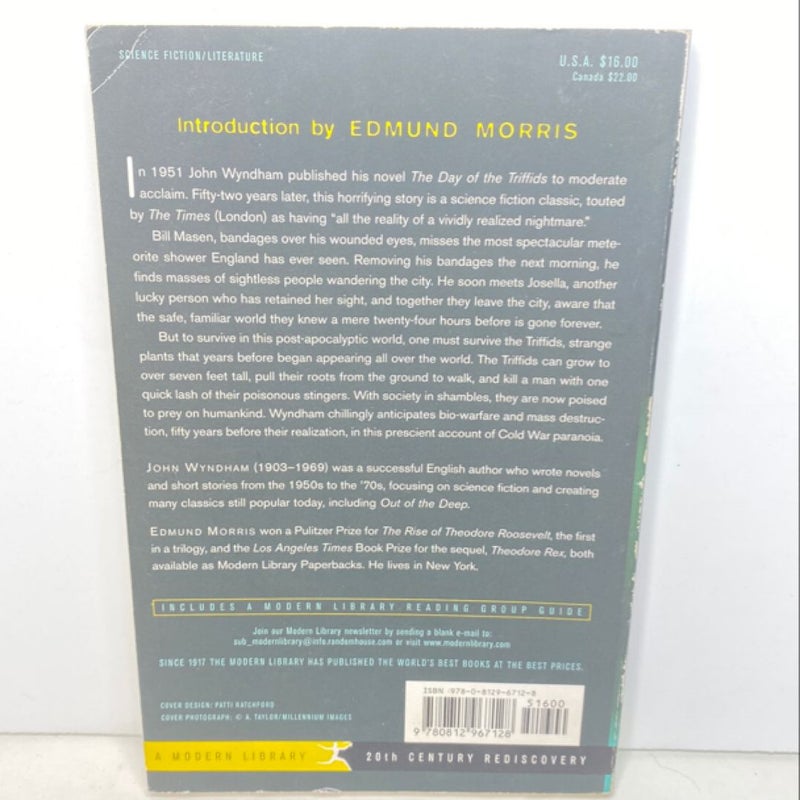 SCIENCE FICTION/LITERATURE
U.S.A. $16.00
Canada $22.00
Introduction by EDMUND MORRIS
In 1951 John Wyndham published his novel The Day of the Triffids to moderate
acclaim. Fifty-two years later, this horrifying story is a science fiction classic, touted
by The Times (London) as having "all the reality of a vividly realized nightmare."
Bill Masen, bandages over his wounded eyes, misses the most spectacular mete-
orite shower England has ever seen. Removing his bandages the next morning, he
finds masses of sightless people wandering the city. He soon meets Josella, another
lucky person who has retained her sight, and together they leave the city, aware that
the safe, familiar world they knew a mere twenty-four hours before is gone forever.
But to survive in this post-apocalyptic world, one must survive the Triffids, strange
plants that years before began appearing all over the world. The Triffids can grow to
over seven feet tall, pull their roots from the ground to walk, and kill a man with one
quick lash of their poisonous stingers. With society in shambles, they are now poised
to prey on humankind. Wyndham chillingly anticipates bio-warfare and mass destruc-
tion, fifty years before their realization, in this prescient account of Cold War paranoia.
JOHN WYNDHAM (1903–1969) was a successful English author who wrote novels
and short stories from the 1950s to the '70s, focusing on science fiction and creating
many classics still popular today, including Out of the Deep.
EDMUND MORRIS won a Pulitzer Prize for The Rise of Theodore Roosevelt, the first
in a trilogy, and the Los Angeles Times Book Prize for the sequel, Theodore Rex, both
available as Modern Library Paperbacks. He lives in New York.
INCLUDES A MODERN LIBRARY READING GROUP GUIDE
Join our Modern Library newsletter by sending a blank e-mail to:
sub_modernlibrary@info.randomhouse.com or visit www.modernlibrary.com
SINCE 1917 THE MODERN LIBRARY HAS PUBLISHED THE WORLD'S BEST BOOKS AT THE BEST PRICES.
ISBN 978-0-8129-6712-8
51600
9 780812 967128
COVER DESIGN: PATTI RATCHFORD
COVER PHOTOGRAPH: © A. TAYLOR/MILLENNIUM IMAGES
A MODERN LIBRARY 20th CENTURY REDISCOVERY